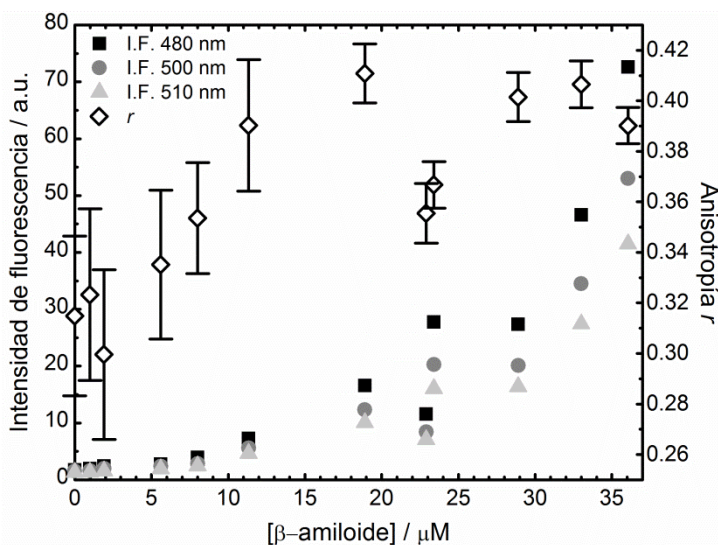 Intensidad de fluorescencia / a.u.
80
70
60
50
40
30
20
10
0
I.F. 480 nm
I.F. 500 nm
I.F. 510 nm
r
0.42
0.40
0.38
0.36
0.34
0.32
0.30
0.28
0.26
Anisotropía r
0 5 10 15 20 25 30 35
[β–amiloide] / μM